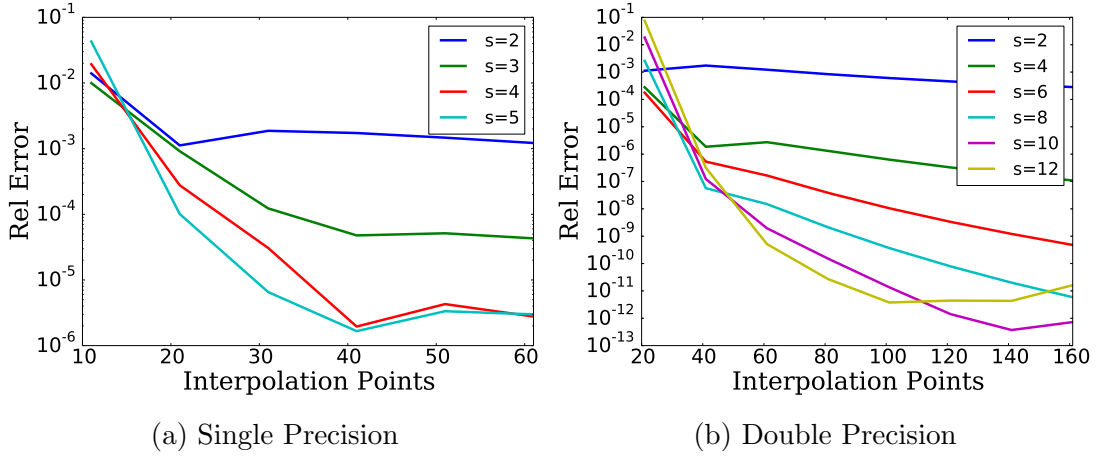 10^-1
10^-2
10^-3
10^-4
10^-5
10^-6
Rel Error
10 20 30 40 50 60
Interpolation Points
s=2
s=3
s=4
s=5
(a) Single Precision
10^-1
10^-2
10^-3
10^-4
10^-5
10^-6
10^-7
10^-8
10^-9
10^-10
10^-11
10^-12
10^-13
Rel Error
20 40 60 80 100 120 140 160
Interpolation Points
s=2
s=4
s=6
s=8
s=10
s=12
(b) Double Precision